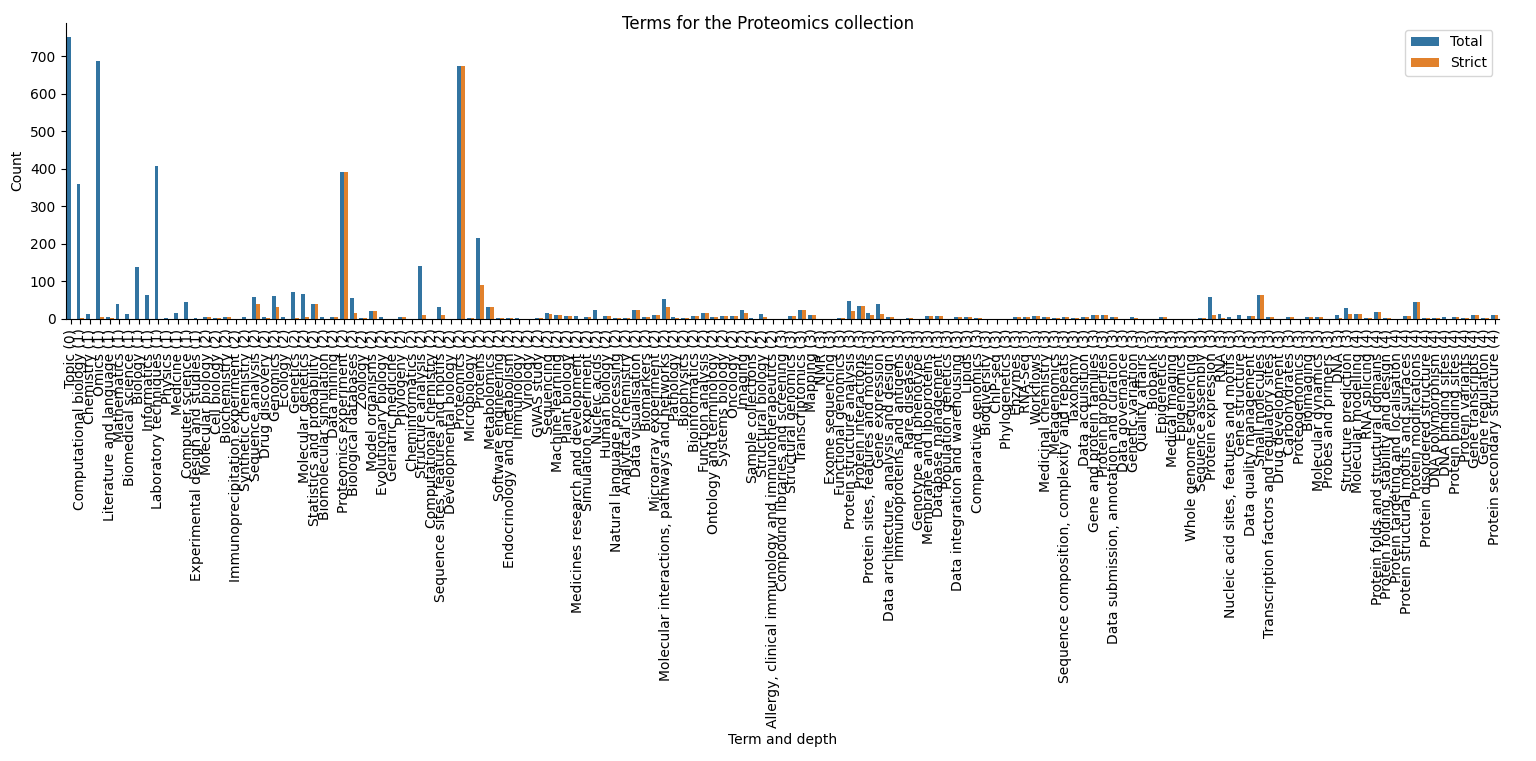 Terms for the Proteomics collection
Total
Strict
Count
700
600
500
400
300
200
100
0
Topic (0)
Computational biology (1)
Chemistry (1)
Omics (1)
Literature and language (1)
Mathematics (1)
Biomedical science (1)
Biology (1)
Informatics (1)
Laboratory techniques (1)
Physics (1)
Medicine (1)
Computer science (1)
Experimental design and studies (1)
Molecular biology (2)
Cell biology (2)
Biochemistry (2)
Immunoprecipitation experiment (2)
Synthetic chemistry (2)
Sequence analysis (2)
Drug discovery (2)
Genomics (2)
Ecology (2)
Genetics (2)
Molecular genetics (2)
Statistics and probability (2)
Biomolecular simulation (2)
Data mining (2)
Proteomics experiment (2)
Biological databases (2)
Zoology (2)
Model organisms (2)
Evolutionary biology (2)
Geriatric medicine (2)
Phylogeny (2)
Cheminformatics (2)
Structure analysis (2)
Computational chemistry (2)
Sequence sites, features and motifs (2)
Developmental biology (2)
Proteomics (2)
Microbiology (2)
Proteins (2)
Metabolomics (2)
Software engineering (2)
Endocrinology and metabolism (2)
Immunology (2)
Virology (2)
GWAS study (2)
Sequencing (2)
Machine learning (2)
Plant biology (2)
Medicines research and development (2)
Simulation experiment (2)
Nucleic acids (2)
Human biology (2)
Natural language processing (2)
Analytical chemistry (2)
Data visualisation (2)
Biomarkers (2)
Microarray experiment (2)
Molecular interactions, pathways and networks (2)
Pathology (2)
Biophysics (2)
Bioinformatics (2)
Function analysis (2)
Ontology and terminology (2)
Systems biology (2)
Oncology (2)
Imaging (2)
Sample collections (2)
Structural biology (2)
Allergy, clinical immunology and immunotherapeutics (2)
Compound libraries and screening (3)
Structural genomics (3)
Transcriptomics (3)
Mapping (3)
NMR (3)
Exome sequencing (3)
Functional genomics (3)
Protein structure analysis (3)
Protein interactions (3)
Protein sites, features and motifs (3)
Gene expression (3)
Data architecture, analysis and design (3)
Immunoproteins and antigens (3)
Rare diseases (3)
Genotype and phenotype (3)
Membrane and lipoproteins (3)
Database management (3)
Population genetics (3)
Data integration and warehousing (3)
Lipids (3)
Comparative genomics (3)
Biodiversity (3)
ChIP-seq (3)
Phylogenetics (3)
Enzymes (3)
RNA-Seq (3)
Workflows (3)
Medicinal chemistry (3)
Metagenomics (3)
Sequence composition, complexity and repeats (3)
Taxonomy (3)
Data acquisition (3)
Gene and protein families (3)
Protein properties (3)
Data submission, annotation and curation (3)
Data governance (3)
Genetic variation (3)
Quality affairs (3)
Biobank (3)
Epigenetics (3)
Medical imaging (3)
Epigenomics (3)
Whole genome sequencing (3)
Sequence assembly (3)
Protein expression (3)
RNA (3)
Nucleic acid sites, features and motifs (3)
Gene structure (3)
Data quality management (3)
Small molecules (3)
Transcription factors and regulatory sites (3)
Drug development (3)
Carbohydrates (3)
Proteogenomics (3)
Bioimaging (3)
Molecular dynamics (3)
Probes and primers (3)
DNA (3)
Structure prediction (3)
Molecular modelling (3)
RNA splicing (4)
Protein folds and structural domains (4)
Protein folding, stability and design (4)
Protein targeting and localisation (4)
Protein structural motifs and surfaces (4)
Protein modifications (4)
Protein disordered structure (4)
DNA polymorphism (4)
DNA binding sites (4)
Protein binding sites (4)
Protein variants (4)
Gene transcripts (4)
Gene regulation (4)
Protein secondary structure (4)
Term and depth